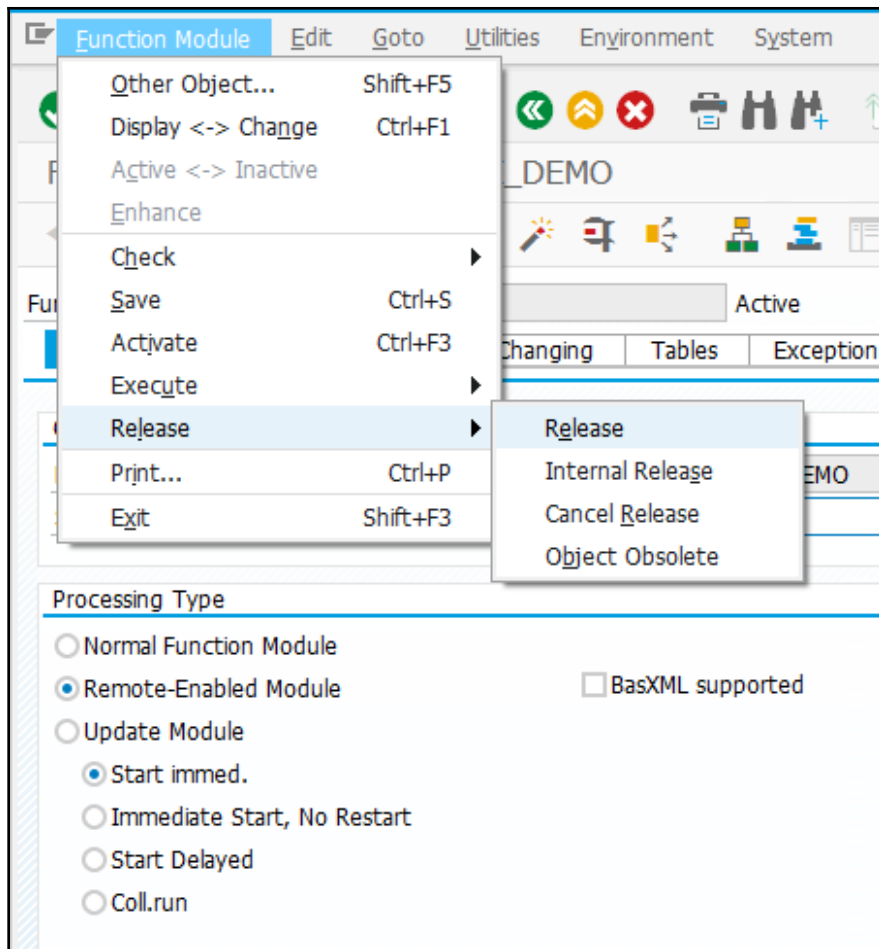 Function Module Edit Goto Utilities Environment System
Other Object... Shift+F5
Display <-> Change Ctrl+F1
Active <-> Inactive
_DEMO
Enhance
Check
Save Ctrl+S
Active
Activate Ctrl+F3
Changing Tables Exception
Execute
Release
Release
Internal Release
Print... Ctrl+P
EMO
Cancel Release
Exit Shift+F3
Object Obsolete
Processing Type
Normal Function Module
Remote-Enabled Module BasXML supported
Update Module
Start immed.
Immediate Start, No Restart
Start Delayed
Coll.run